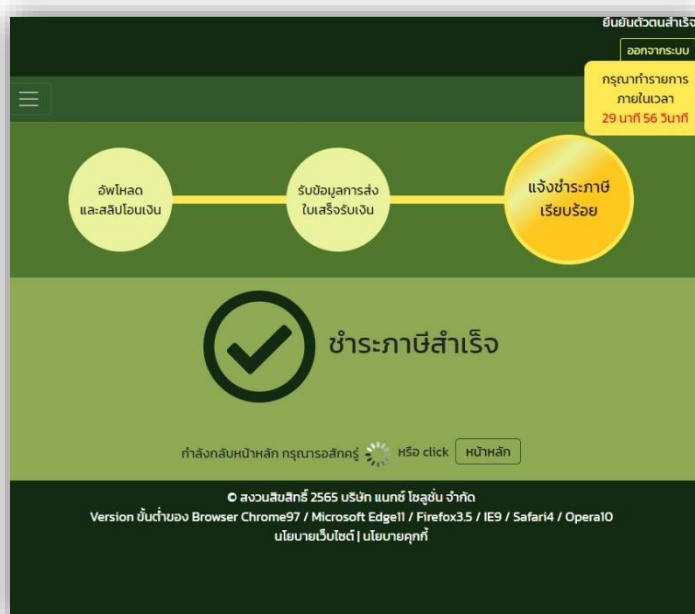 ยืนยันตัวตนสำเร็จ
ออกจากระบบ
กรุณาทำรายการ
ภายในเวลา
29 นาที 56 วินาที
อัพโหลด
และสลิปโอนเงิน
รับข้อมูลการส่ง
ใบเสร็จรับเงิน
แจ้งชำระภาษี
เรียบร้อย
ชำระภาษีสำเร็จ
กำลังกลับหน้าหลัก กรุณารอสักครู่ หรือ click หน้าหลัก
© สงวนสิขสิทธิ์ 2565 บริษัท แนทซ์ โซลูชั่น จำกัด
Version ขั้นต่ำของ Browser Chrome97 / Microsoft Edge11 / Firefox3.5 / IE9 / Safari4 / Opera10
นโยบายเว็บไซต์ | นโยบายคุกกี้